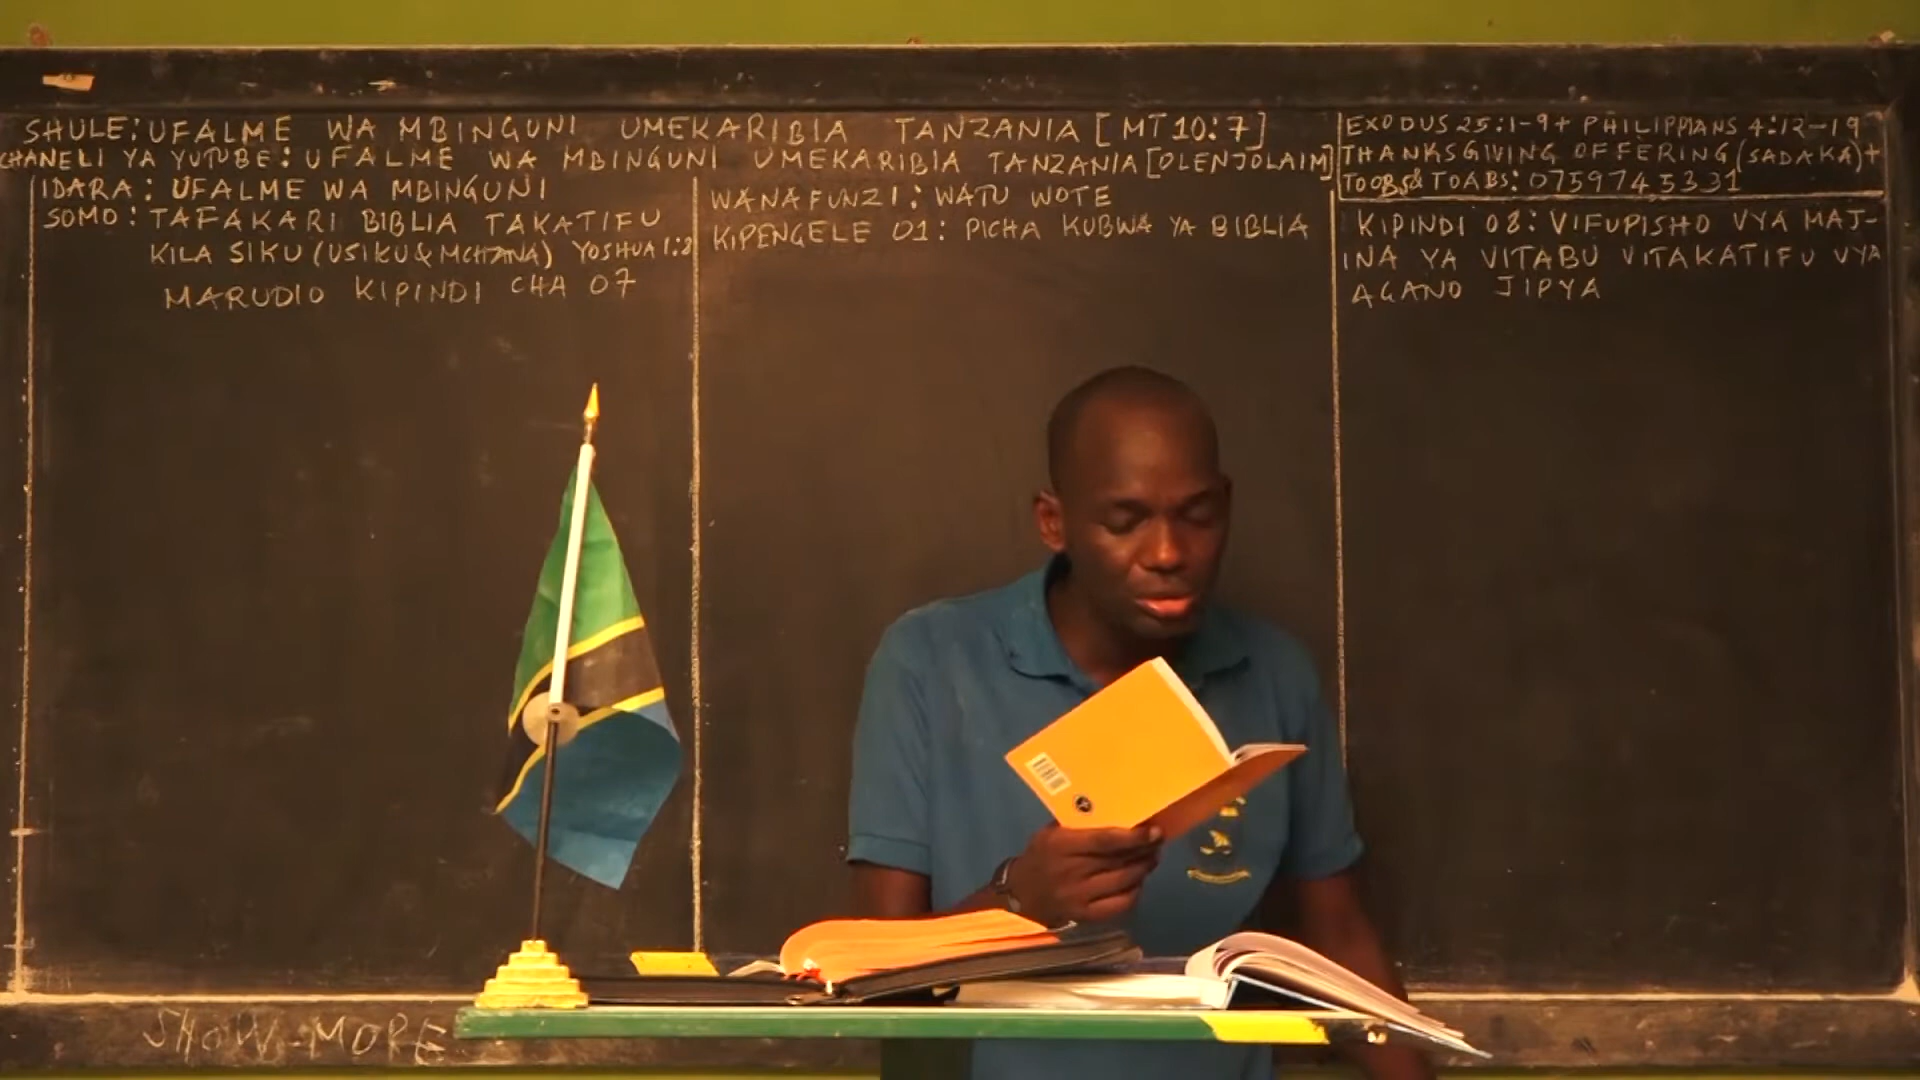 SHULE: UFALME WA MBINGUNI UMEKARIBIA TANZANIA [MT 10:7]
CHANELI YA YUTUBE: UFALME WA MBINGUNI UMEKARIBIA TANZANIA [OLENJOLAIM]
IDARA: UFALME WA MBINGUNI
SOMO: TAFAKARI BIBLIA TAKATIFU
KILA SIKU (USIKU & MCHANA) YOSHUA 1:8
MARUDIO KIPINDI CHA 07
WANAFUNZI: WATU WOTE
KIPENGELE 01: PICHA KUBWA YA BIBLIA
EXODUS 25:1-9 + PHILIPPIANS 4:12-19
THANKSGIVING OFFERING (SADAKA) +
TOOBS & TOABS: 0759745331
KIPINDI 08: VIFUPISHO VYA MAJ-
INA YA VITABU VITAKATIFU VYA
AGANO JIPYA
SHOW MORE